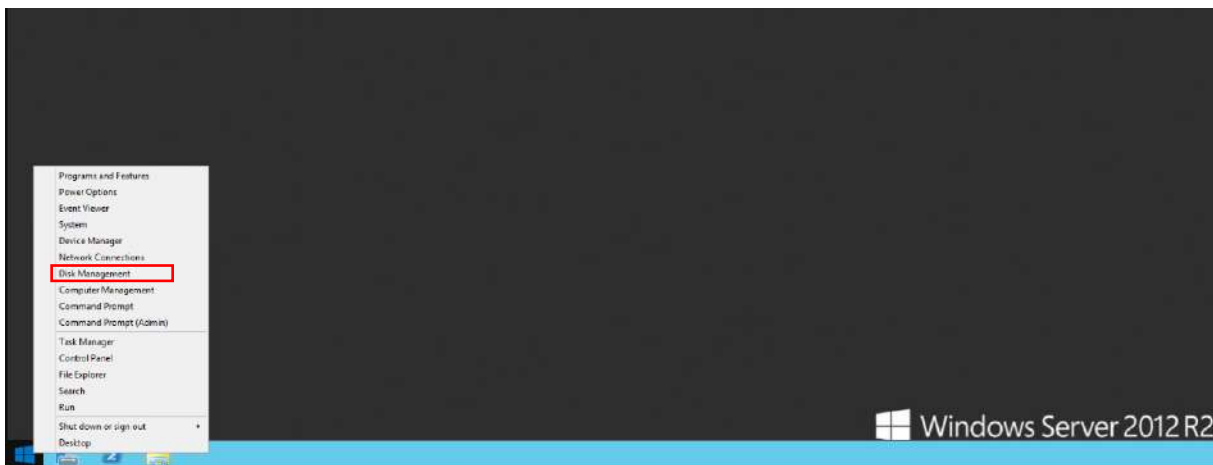 Programs and Features
Power Options
Event Viewer
System
Device Manager
Network Connections
Disk Management
Computer Management
Command Prompt
Command Prompt (Admin)
Task Manager
Control Panel
File Explorer
Search
Run
Shut down or sign out
Desktop
Windows Server 2012 R2